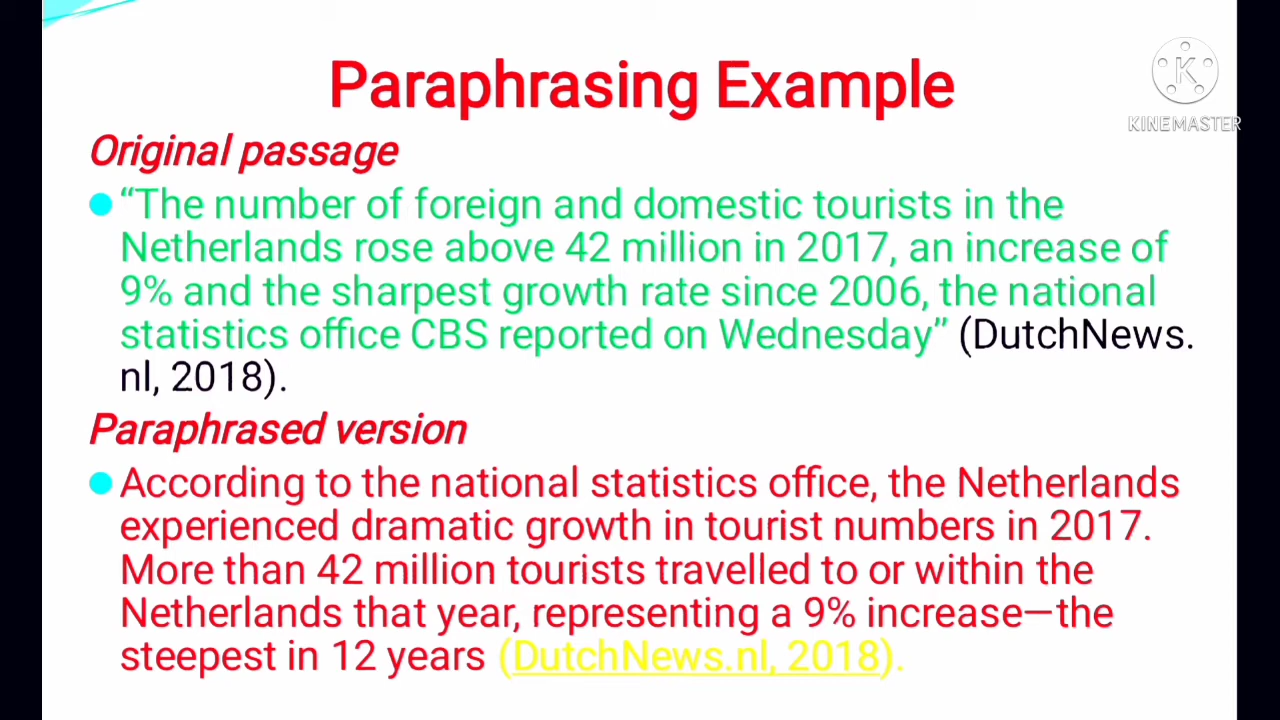 Paraphrasing Example
KINEMASTER
Original passage
“The number of foreign and domestic tourists in the
Netherlands rose above 42 million in 2017, an increase of
9% and the sharpest growth rate since 2006, the national
statistics office CBS reported on Wednesday” (DutchNews.
nl, 2018).
Paraphrased version
According to the national statistics office, the Netherlands
experienced dramatic growth in tourist numbers in 2017.
More than 42 million tourists travelled to or within the
Netherlands that year, representing a 9% increase—the
steepest in 12 years (DutchNews.nl, 2018).